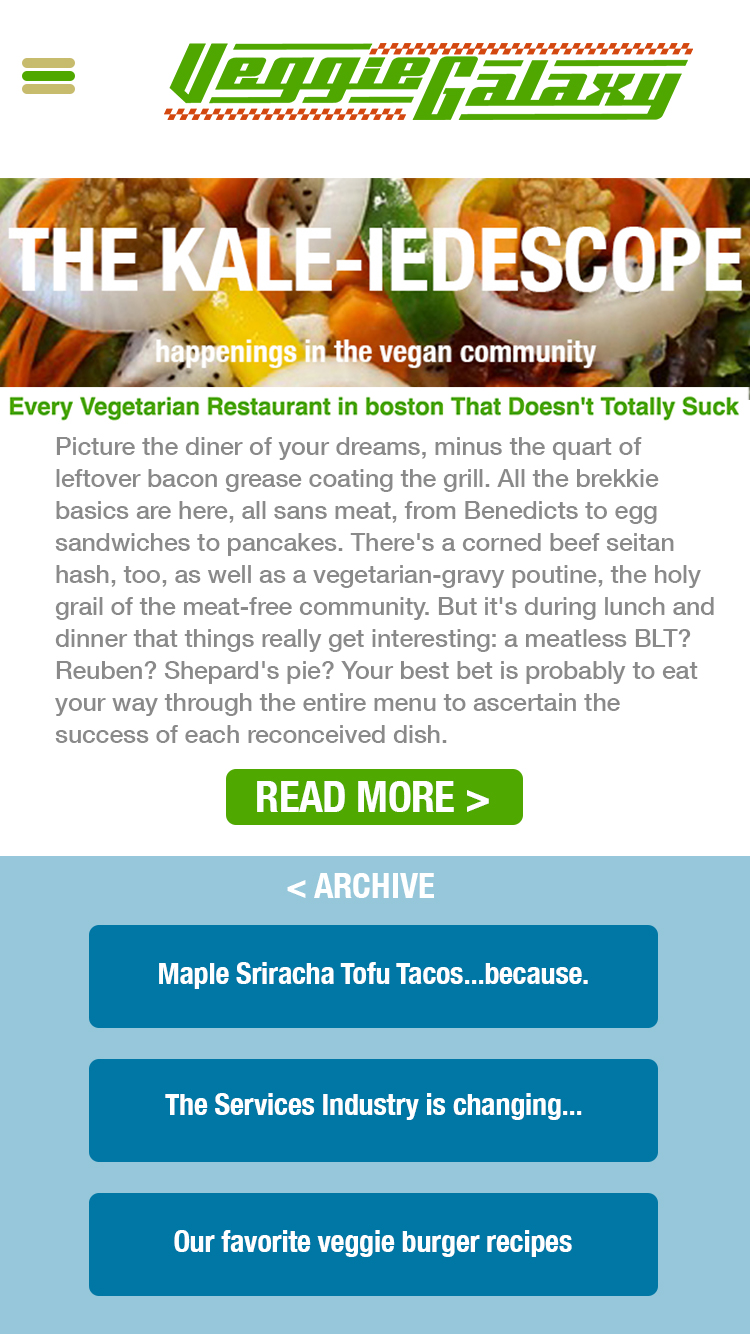 Veggie Galaxy
THE KALE-IEDESCOPE
happenings in the vegan community
Every Vegetarian Restaurant in boston That Doesn't Totally Suck
Picture the diner of your dreams, minus the quart of
leftover bacon grease coating the grill. All the brekkie
basics are here, all sans meat, from Benedicts to egg
sandwiches to pancakes. There's a corned beef seitan
hash, too, as well as a vegetarian-gravy poutine, the holy
grail of the meat-free community. But it's during lunch and
dinner that things really get interesting: a meatless BLT?
Reuben? Shepard's pie? Your best bet is probably to eat
your way through the entire menu to ascertain the
success of each reconceived dish.
READ MORE >
< ARCHIVE
Maple Sriracha Tofu Tacos...because.
The Services Industry is changing...
Our favorite veggie burger recipes